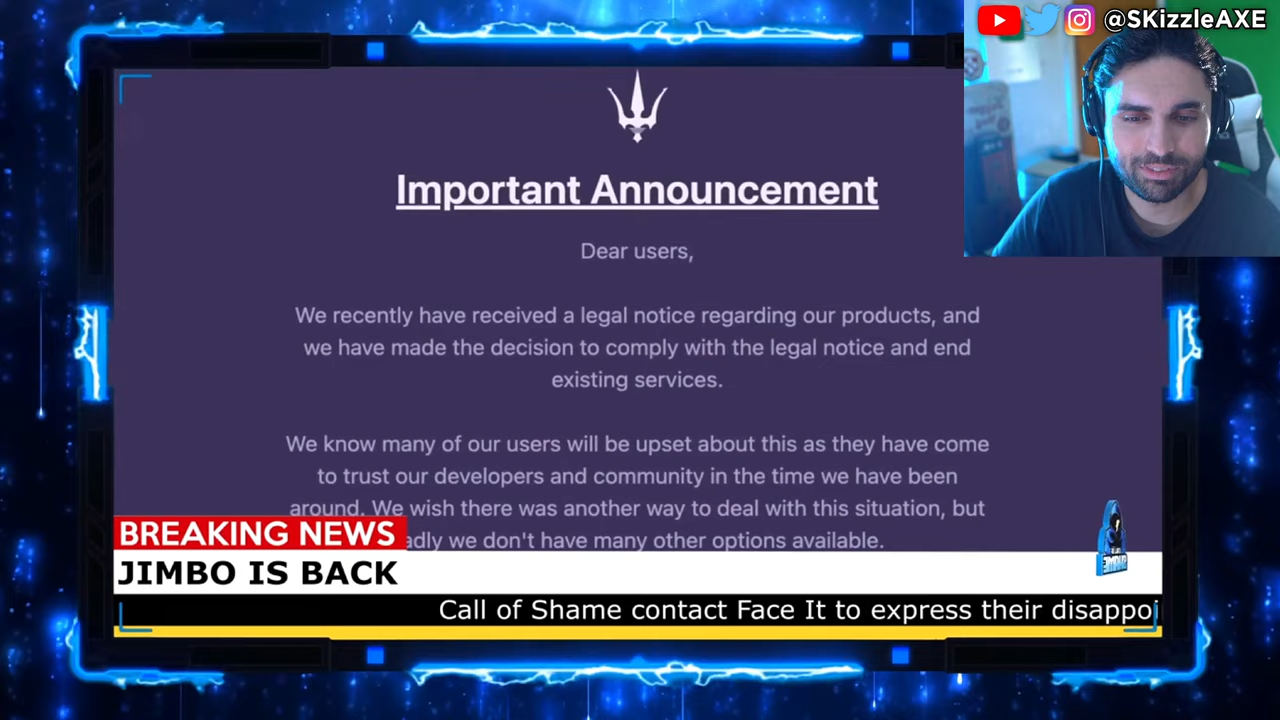 @SKizzleAXE
Important Announcement
Dear users,
We recently have received a legal notice regarding our products, and
we have made the decision to comply with the legal notice and end
existing services.
We know many of our users will be upset about this as they have come
to trust our developers and community in the time we have been
around. We wish there was another way to deal with this situation, but
we don't have many other options available.
BREAKING NEWS
JIMBO IS BACK
Call of Shame contact Face It to express their